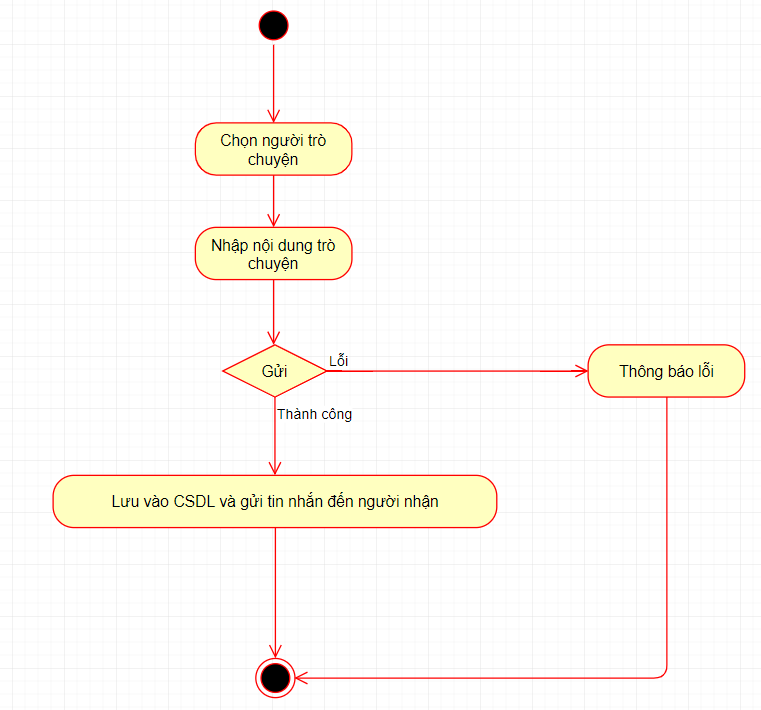 Chọn người trò
chuyện
Nhập nội dung trò
chuyện
Gửi
Lỗi
Thông báo lỗi
Thành công
Lưu vào CSDL và gửi tin nhắn đến người nhận